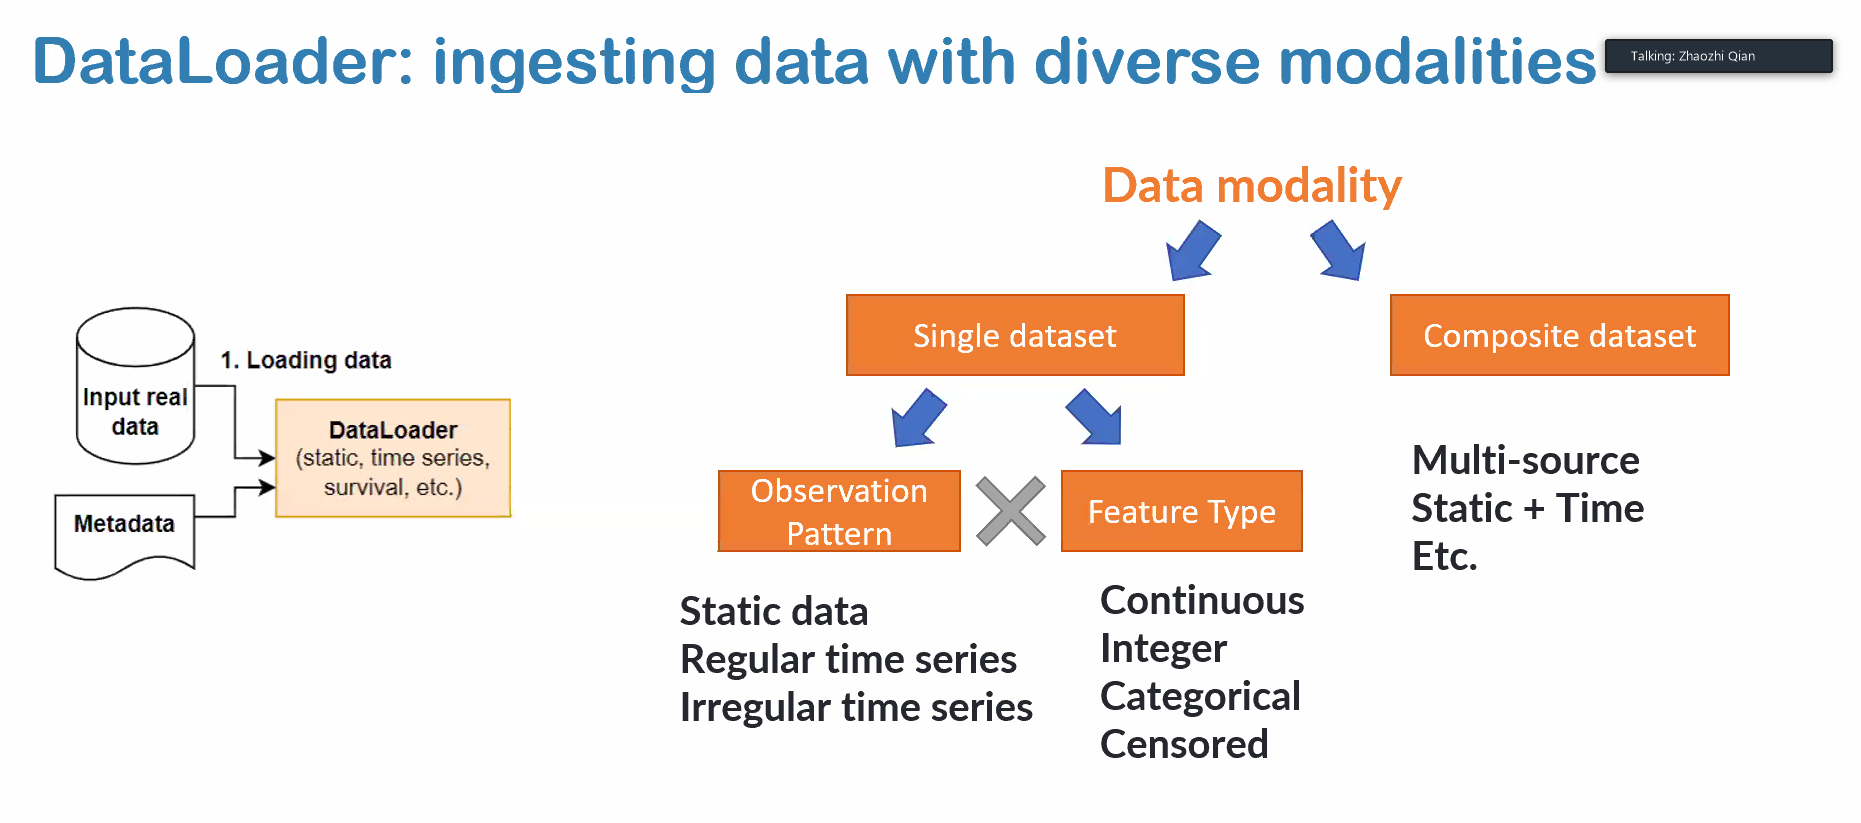 DataLoader: ingesting data with diverse modalities
Talking: Zhaozhi Qian
Input real
data
Metadata
1. Loading data
DataLoader
(static, time series,
survival, etc.)
Data modality
Single dataset
Composite dataset
Observation
Pattern
Feature Type
Static data
Regular time series
Irregular time series
Continuous
Integer
Categorical
Censored
Multi-source
Static + Time
Etc.